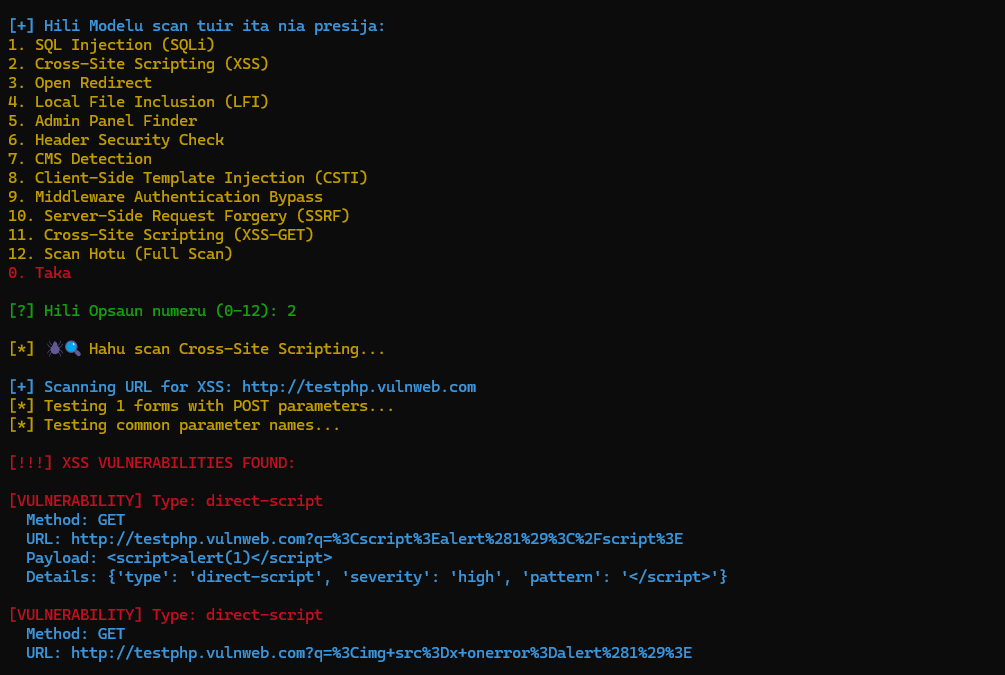 [+] Hili Modelu scan tuir ita nia presija:
1. SQL Injection (SQLi)
2. Cross-Site Scripting (XSS)
3. Open Redirect
4. Local File Inclusion (LFI)
5. Admin Panel Finder
6. Header Security Check
7. CMS Detection
8. Client-Side Template Injection (CSTI)
9. Middleware Authentication Bypass
10. Server-Side Request Forgery (SSRF)
11. Cross-Site Scripting (XSS-GET)
12. Scan Hotu (Full Scan)
0. Taka
[?] Hili Opsaun numeru (0-12): 2
[*] 🕷️🔍 Hahu scan Cross-Site Scripting...
[+] Scanning URL for XSS: http://testphp.vulnweb.com
[*] Testing 1 forms with POST parameters...
[*] Testing common parameter names...
[!!!] XSS VULNERABILITIES FOUND:
[VULNERABILITY] Type: direct-script
Method: GET
URL: http://testphp.vulnweb.com?q=%3Cscript%3Ealert%281%29%3C%2Fscript%3E
Payload: <script>alert(1)</script>
Details: {'type': 'direct-script', 'severity': 'high', 'pattern': '</script>'}
[VULNERABILITY] Type: direct-script
Method: GET
URL: http://testphp.vulnweb.com?q=%3Cimg+src%3Dx+onerror%3Dalert%281%29%3E